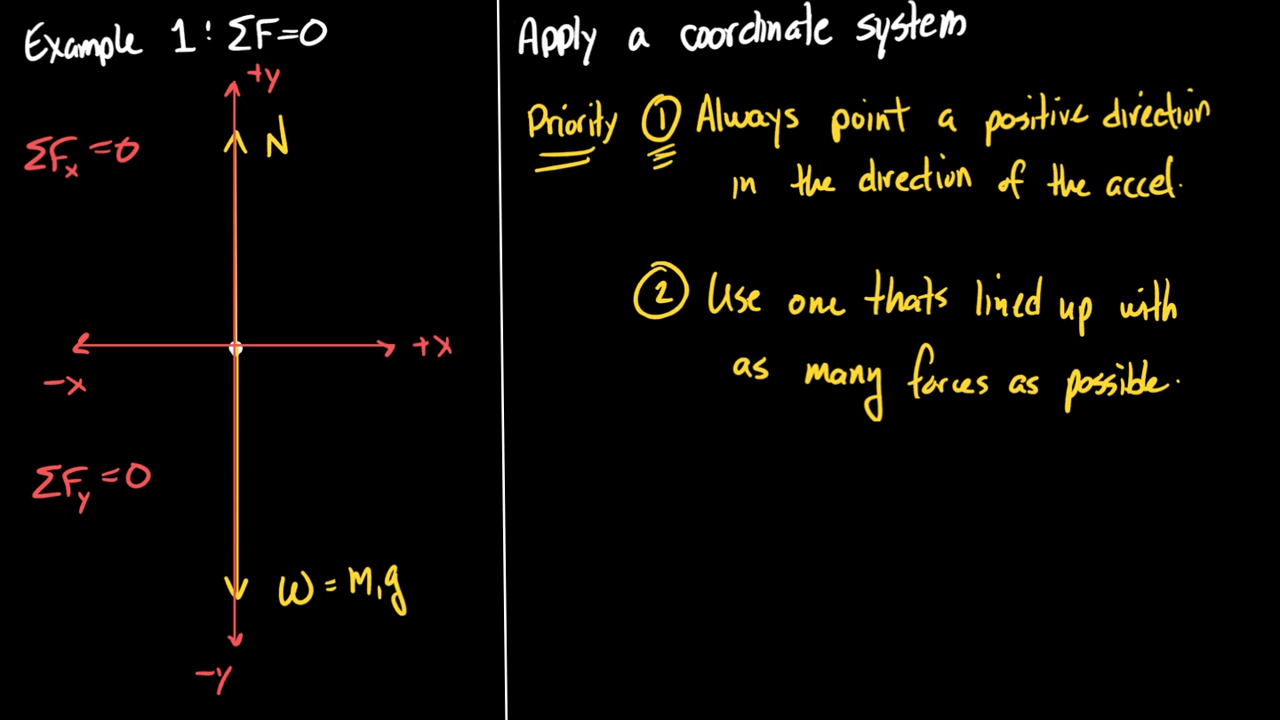 Example 1: ΣF=0
+y
N
ΣFx=0
+x
-x
ΣFy=0
W=m₁g
-y
Apply a coordinate system
Priority ① Always point a positive direction
in the direction of the accel.
② Use one thats lined up with
as many forces as possible.